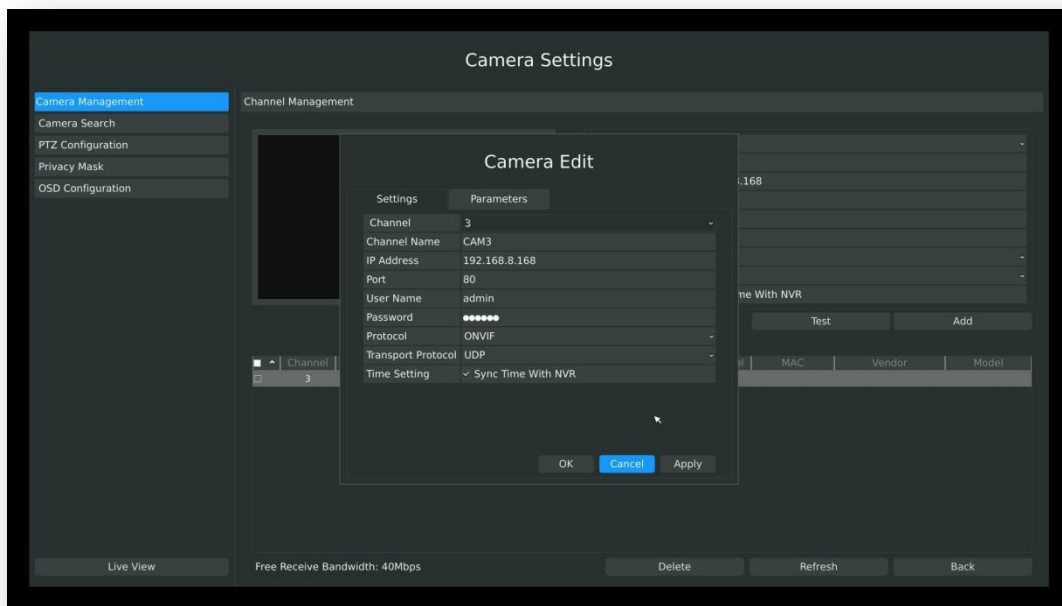 Camera Settings
Camera Management
Camera Search
PTZ Configuration
Privacy Mask
OSD Configuration
Live View
Channel Management
.168
me With NVR
Test
Add
Channel
MAC
Vendor
Model
3
Camera Edit
Settings Parameters
Channel 3
Channel Name CAM3
IP Address 192.168.8.168
Port 80
User Name admin
Password ●●●●●●
Protocol ONVIF
Transport Protocol UDP
Time Setting Sync Time With NVR
OK Cancel Apply
Free Receive Bandwidth: 40Mbps
Delete Refresh Back